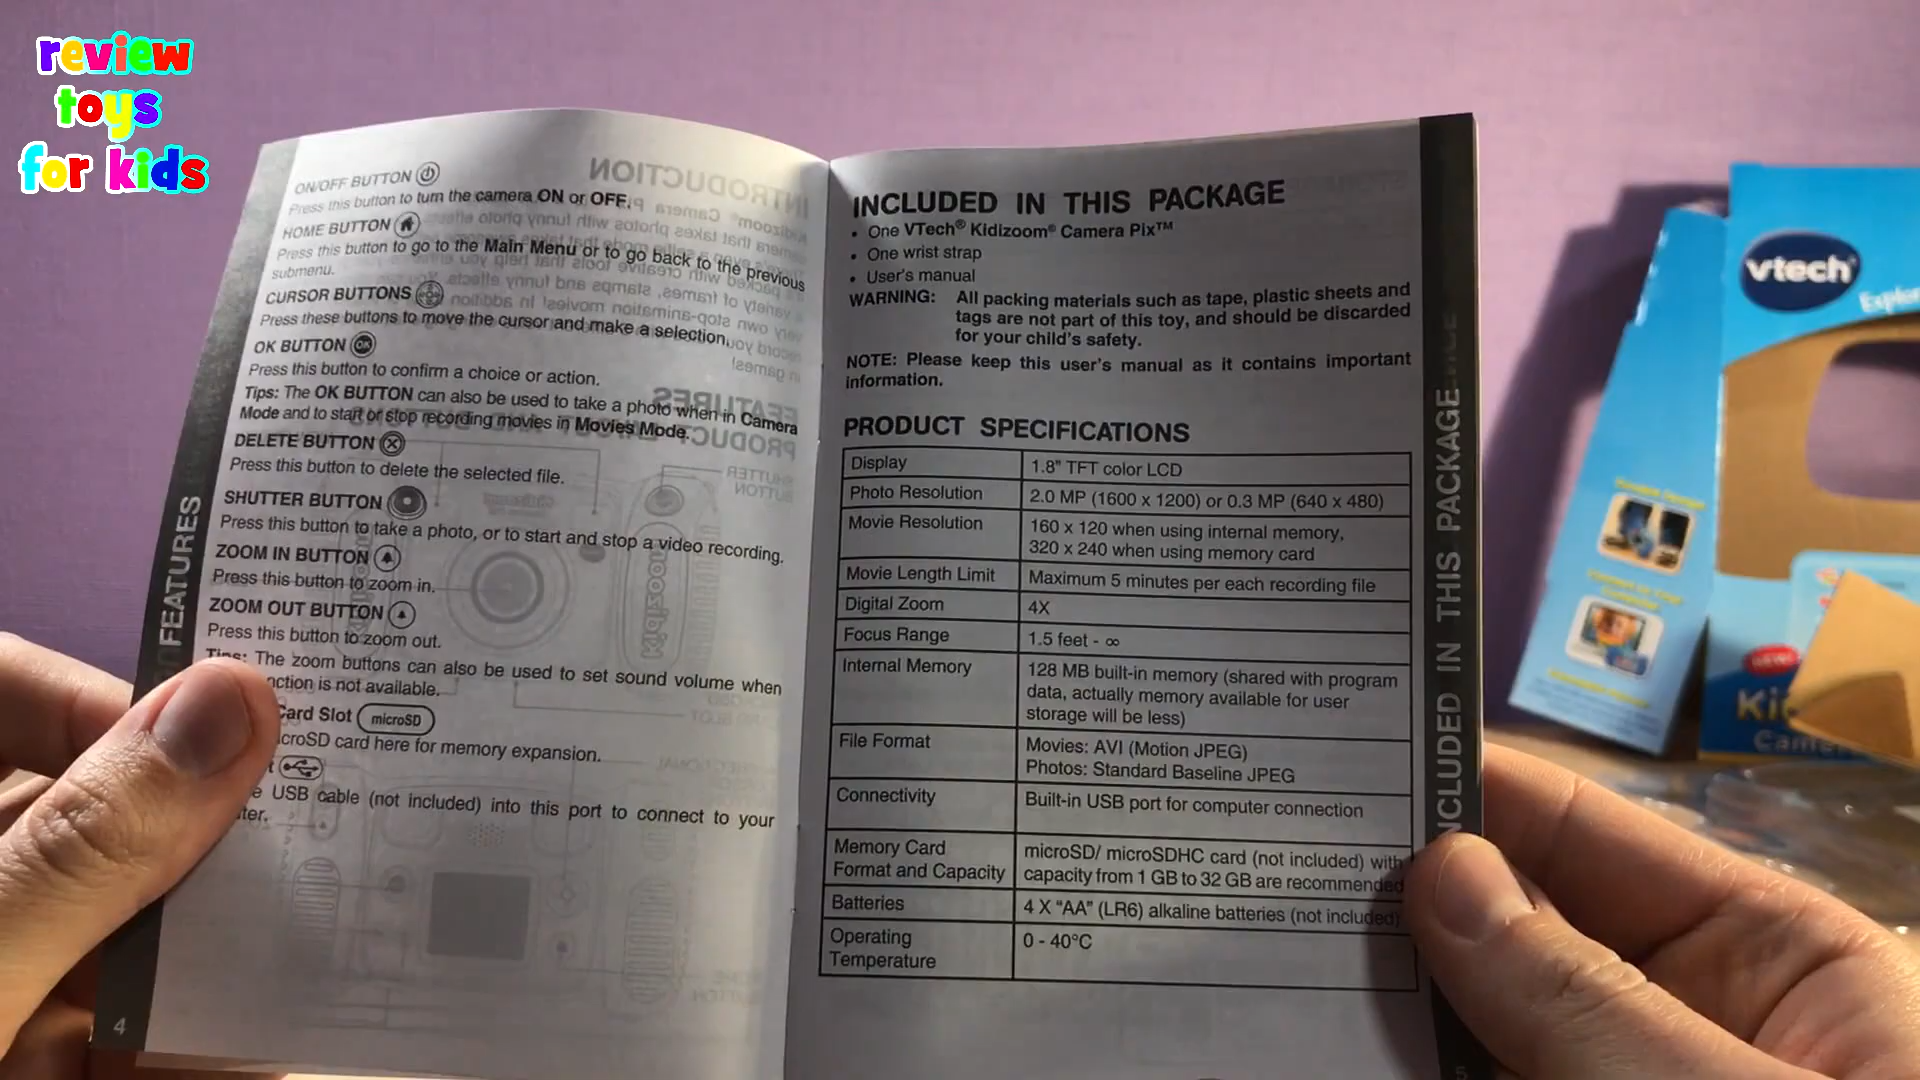 review
toys
for kids
ON/OFF BUTTON
Press this button to turn the camera ON or OFF.
HOME BUTTON
Press this button to go to the Main Menu or to go back to the previous
submenu.
CURSOR BUTTONS
Press these buttons to move the cursor and make a selection.
OK BUTTON OK
Press this button to confirm a choice or action.
Tips: The OK BUTTON can also be used to take a photo when in Camera
Mode and to start or stop recording movies in Movies Mode.
DELETE BUTTON
Press this button to delete the selected file.
SHUTTER BUTTON
Press this button to take a photo, or to start and stop a video recording.
ZOOM IN BUTTON
Press this button to zoom in.
ZOOM OUT BUTTON
Press this button to zoom out.
Tips: The zoom buttons can also be used to set sound volume when
nction is not available.
Card Slot microSD
croSD card here for memory expansion.
t
e USB cable (not included) into this port to connect to your
ter.
FEATURES
4
INCLUDED IN THIS PACKAGE
• One VTech® Kidizoom® Camera Pix™
• One wrist strap
• User's manual
WARNING: All packing materials such as tape, plastic sheets and
tags are not part of this toy, and should be discarded
for your child's safety.
NOTE: Please keep this user's manual as it contains important
information.
PRODUCT SPECIFICATIONS
Display 1.8" TFT color LCD
Photo Resolution 2.0 MP (1600 x 1200) or 0.3 MP (640 x 480)
Movie Resolution 160 x 120 when using internal memory,
320 x 240 when using memory card
Movie Length Limit Maximum 5 minutes per each recording file
Digital Zoom 4X
Focus Range 1.5 feet - ∞
Internal Memory 128 MB built-in memory (shared with program
data, actually memory available for user
storage will be less)
File Format Movies: AVI (Motion JPEG)
Photos: Standard Baseline JPEG
Connectivity Built-in USB port for computer connection
Memory Card
Format and Capacity microSD/ microSDHC card (not included) with
capacity from 1 GB to 32 GB are recommended
Batteries 4 X "AA" (LR6) alkaline batteries (not included)
Operating
Temperature 0 - 40°C
INCLUDED IN THIS PACKAGE
5
vtech
Explor
NEW!
Ki
Came